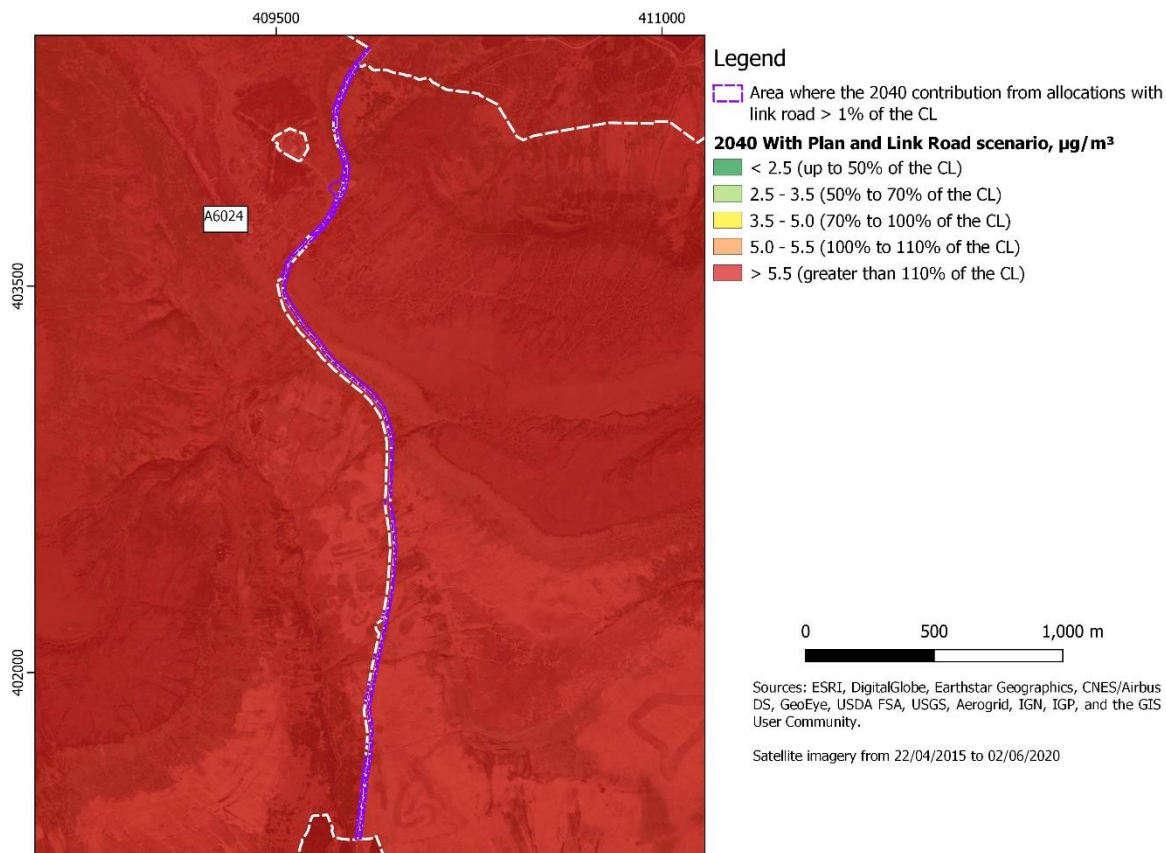 409500
411000
403500
402000
A6024
Legend
Area where the 2040 contribution from allocations with
link road > 1% of the CL
2040 With Plan and Link Road scenario, µg/m³
< 2.5 (up to 50% of the CL)
2.5 - 3.5 (50% to 70% of the CL)
3.5 - 5.0 (70% to 100% of the CL)
5.0 - 5.5 (100% to 110% of the CL)
> 5.5 (greater than 110% of the CL)
0 500 1,000 m
Sources: ESRI, DigitalGlobe, Earthstar Geographics, CNES/Airbus
DS, GeoEye, USDA FSA, USGS, Aerogrid, IGN, IGP, and the GIS
User Community.
Satellite imagery from 22/04/2015 to 02/06/2020